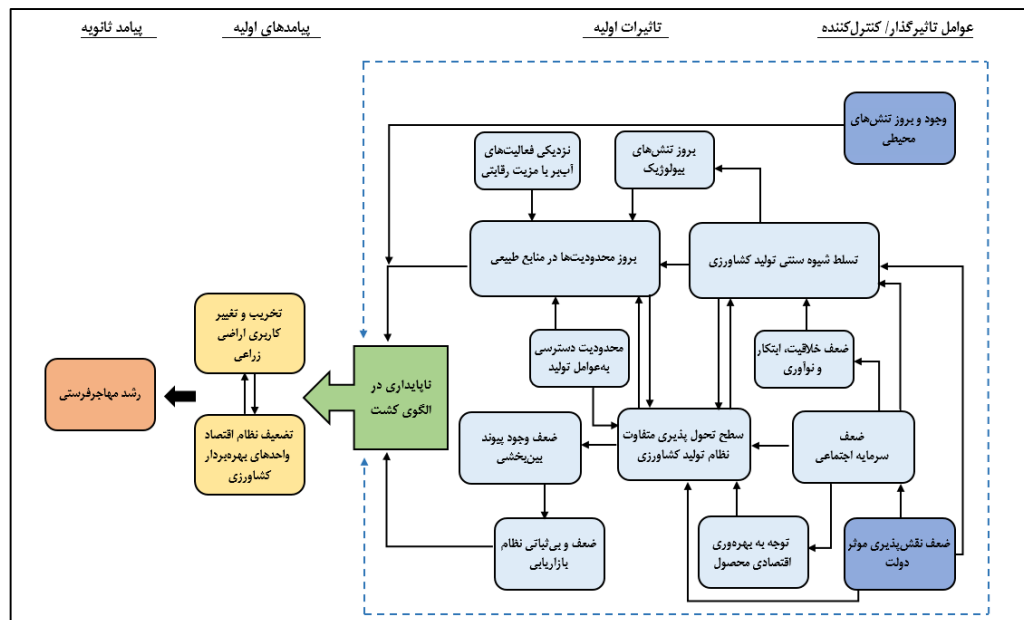 عوامل تاثیرگذار/ کنترل‌کننده
تاثیرات اولیه
پیامدهای اولیه
پیامد ثانویه
وجود و بروز تنش‌های
محیطی
بروز تنش‌های
بیولوژیک
نزدیکی فعالیت‌های
آب‌بر با مزیت رقابتی
تسلط شیوه سنتی تولید کشاورزی
بروز محدودیت‌ها در منابع طبیعی
ضعف خلاقیت، ابتکار
و نوآوری
محدودیت دسترسی
به‌عوامل تولید
ناپایداری در
الگوی کشت
تخریب و تغییر
کاربری اراضی
زراعی
رشد مهاجرفرستی
تضعیف نظام اقتصاد
واحدهای بهره‌بردار
کشاورزی
ضعف
سرمایه اجتماعی
سطح تحول پذیری متفاوت
نظام تولید کشاورزی
ضعف وجود پیوند
بین‌بخشی
ضعف نقش‌پذیری موثر
دولت
توجه به بهره‌وری
اقتصادی محصول
ضعف و بی‌ثباتی نظام
بازاریابی